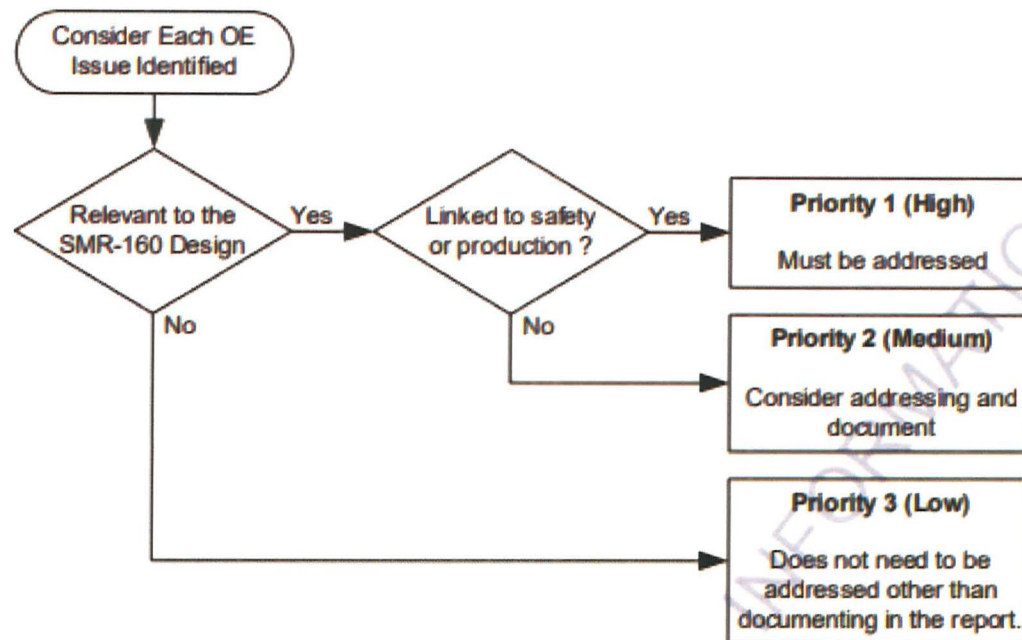 Consider Each OE
Issue Identified
Relevant to the
SMR-160 Design
Yes
No
Linked to safety
or production ?
Yes
No
Priority 1 (High)
Must be addressed
Priority 2 (Medium)
Consider addressing and
document
Priority 3 (Low)
Does not need to be
addressed other than
documenting in the report.